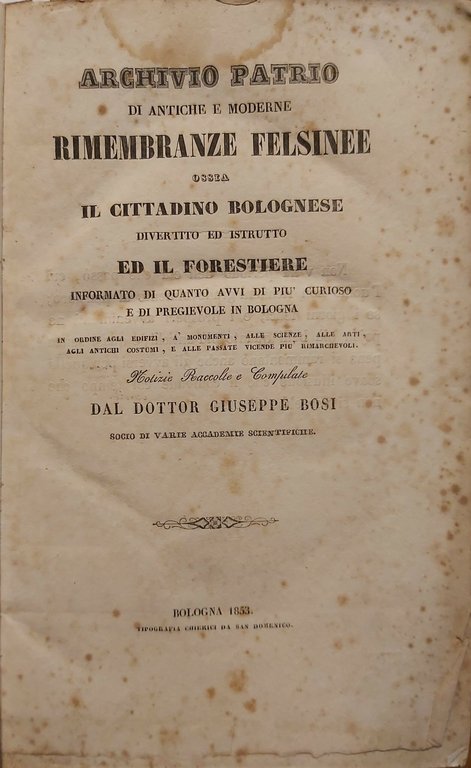 ARCHIVIO PATRIO
DI ANTICHE E MODERNE
RIMEMBRANZE FELSINEE
OSSIA
IL CITTADINO BOLOGNESE
DIVERTITO ED ISTRUTTO
ED IL FORESTIERE
INFORMATO DI QUANTO AVVI DI PIU' CURIOSO
E DI PREGIEVOLE IN BOLOGNA
IN ORDINE AGLI EDIFIZI, A' MONUMENTI, ALLE SCIENZE, ALLE ARTI,
AGLI ANTICHI COSTUMI, E ALLE PASSATE VICENDE PIU' RIMARCHEVOLI.
Notizie Raccolte e Compilate
DAL DOTTOR GIUSEPPE BOSI
SOCIO DI VARIE ACCADEMIE SCIENTIFICHE.
BOLOGNA 1853.
TIPOGRAFIA CHIERICI DA SAN DOMENICO.